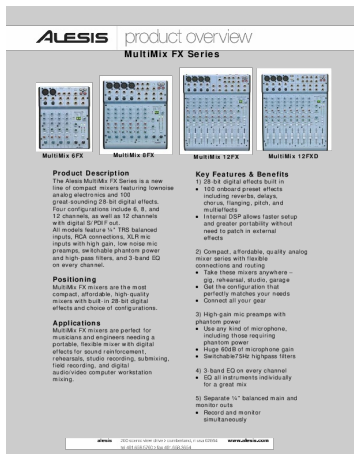 ALESIS product overview
MultiMix FX Series
MultiMix 6FX
MultiMix 8FX
MultiMix 12FX
MultiMix 12FXD
Product Description
The Alesis MultiMix FX Series is a new
line of compact mixers featuring lownoise
analog electronics and 100
great-sounding 28-bit digital effects.
Four configurations include 6, 8, and
12 channels, as well as 12 channels
with digital S/PDIF out.
All models feature ¼" TRS balanced
inputs, RCA connections, XLR mic
inputs with high gain, low noise mic
preamps, switchable phantom power
and high-pass filters, and 3-band EQ
on every channel.
Positioning
MultiMix FX mixers are the most
compact, affordable, high-quality
mixers with built-in 28-bit digital
effects and choice of configurations.
Applications
MultiMix FX mixers are perfect for
musicians and engineers needing a
portable, flexible mixer with digital
effects for sound reinforcement,
rehearsals, studio recording, submixing,
field recording, and digital
audio/video computer workstation
mixing.
Key Features & Benefits
1) 28-bit digital effects built in
• 100 onboard preset effects
including reverbs, delays,
chorus, flanging, pitch, and
multieffects
• Internal DSP allows faster setup
and greater portability without
need to patch in external
effects
2) Compact, affordable, quality analog
mixer series with flexible
connections and routing
• Take these mixers anywhere –
gig, rehearsal, studio, garage
• Get the configuration that
perfectly matches your needs
• Connect all your gear
3) High-gain mic preamps with
phantom power
• Use any kind of microphone,
including those requiring
phantom power
• Huge 60dB of microphone gain
• Switchable 75Hz highpass filters
4) 3-band EQ on every channel
• EQ all instruments individually
for a great mix
5) Separate ¼" balanced main and
monitor outs
• Record and monitor
simultaneously
alesis
www.alesis.com